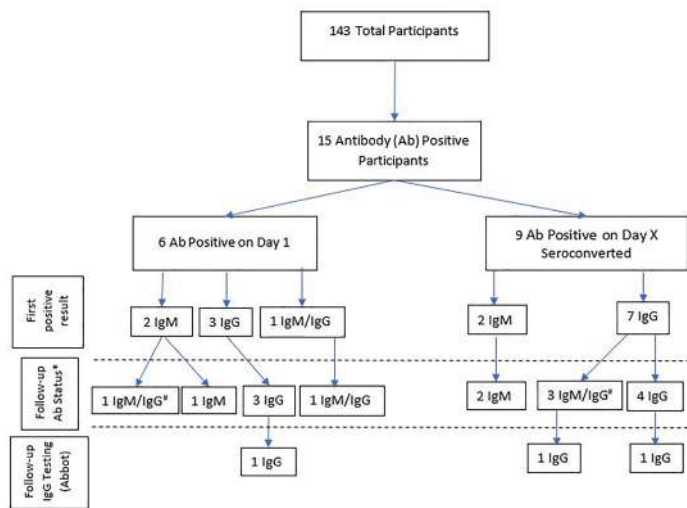 143 Total Participants
15 Antibody (Ab) Positive
Participants
6 Ab Positive on Day 1
9 Ab Positive on Day X
Seroconverted
First
positive
result
2 IgM
3 IgG
1 IgM/IgG
2 IgM
7 IgG
Follow-up
Ab Status*
1 IgM/IgG#
1 IgM
3 IgG
1 IgM/IgG
2 IgM
3 IgM/IgG#
4 IgG
Follow-up
IgG Testing
(Abbot)
1 IgG
1 IgG
1 IgG